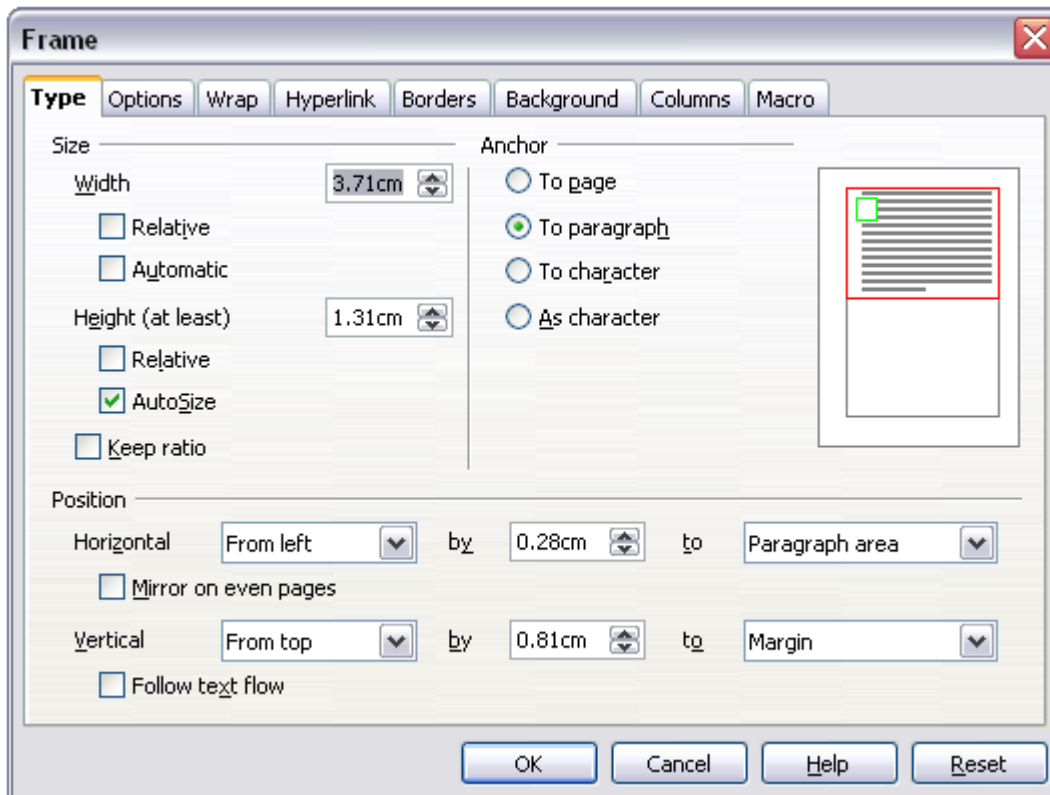 Frame
Type Options Wrap Hyperlink Borders Background Columns Macro
Size Anchor
Width 3.71cm To page
Relative To paragraph
Automatic To character
Height (at least) 1.31cm As character
Relative
AutoSize
Keep ratio
Position
Horizontal From left by 0.28cm to Paragraph area
Mirror on even pages
Vertical From top by 0.81cm to Margin
Follow text flow
OK Cancel Help Reset